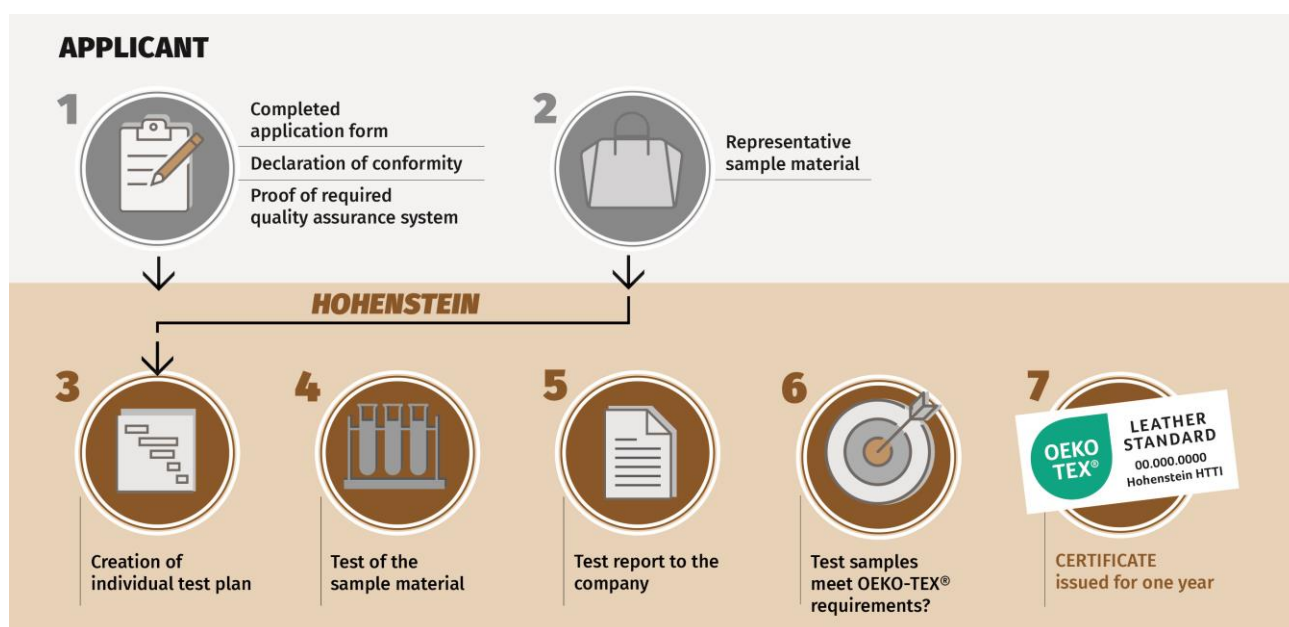 APPLICANT
1
Completed
application form
Declaration of conformity
Proof of required
quality assurance system
2
Representative
sample material
HOHENSTEIN
3
Creation of
individual test plan
4
Test of the
sample material
5
Test report to the
company
6
Test samples
meet OEKO-TEX®
requirements?
7
OEKO
TEX®
LEATHER
STANDARD
00.000.0000
Hohenstein HTTI
CERTIFICATE
issued for one year